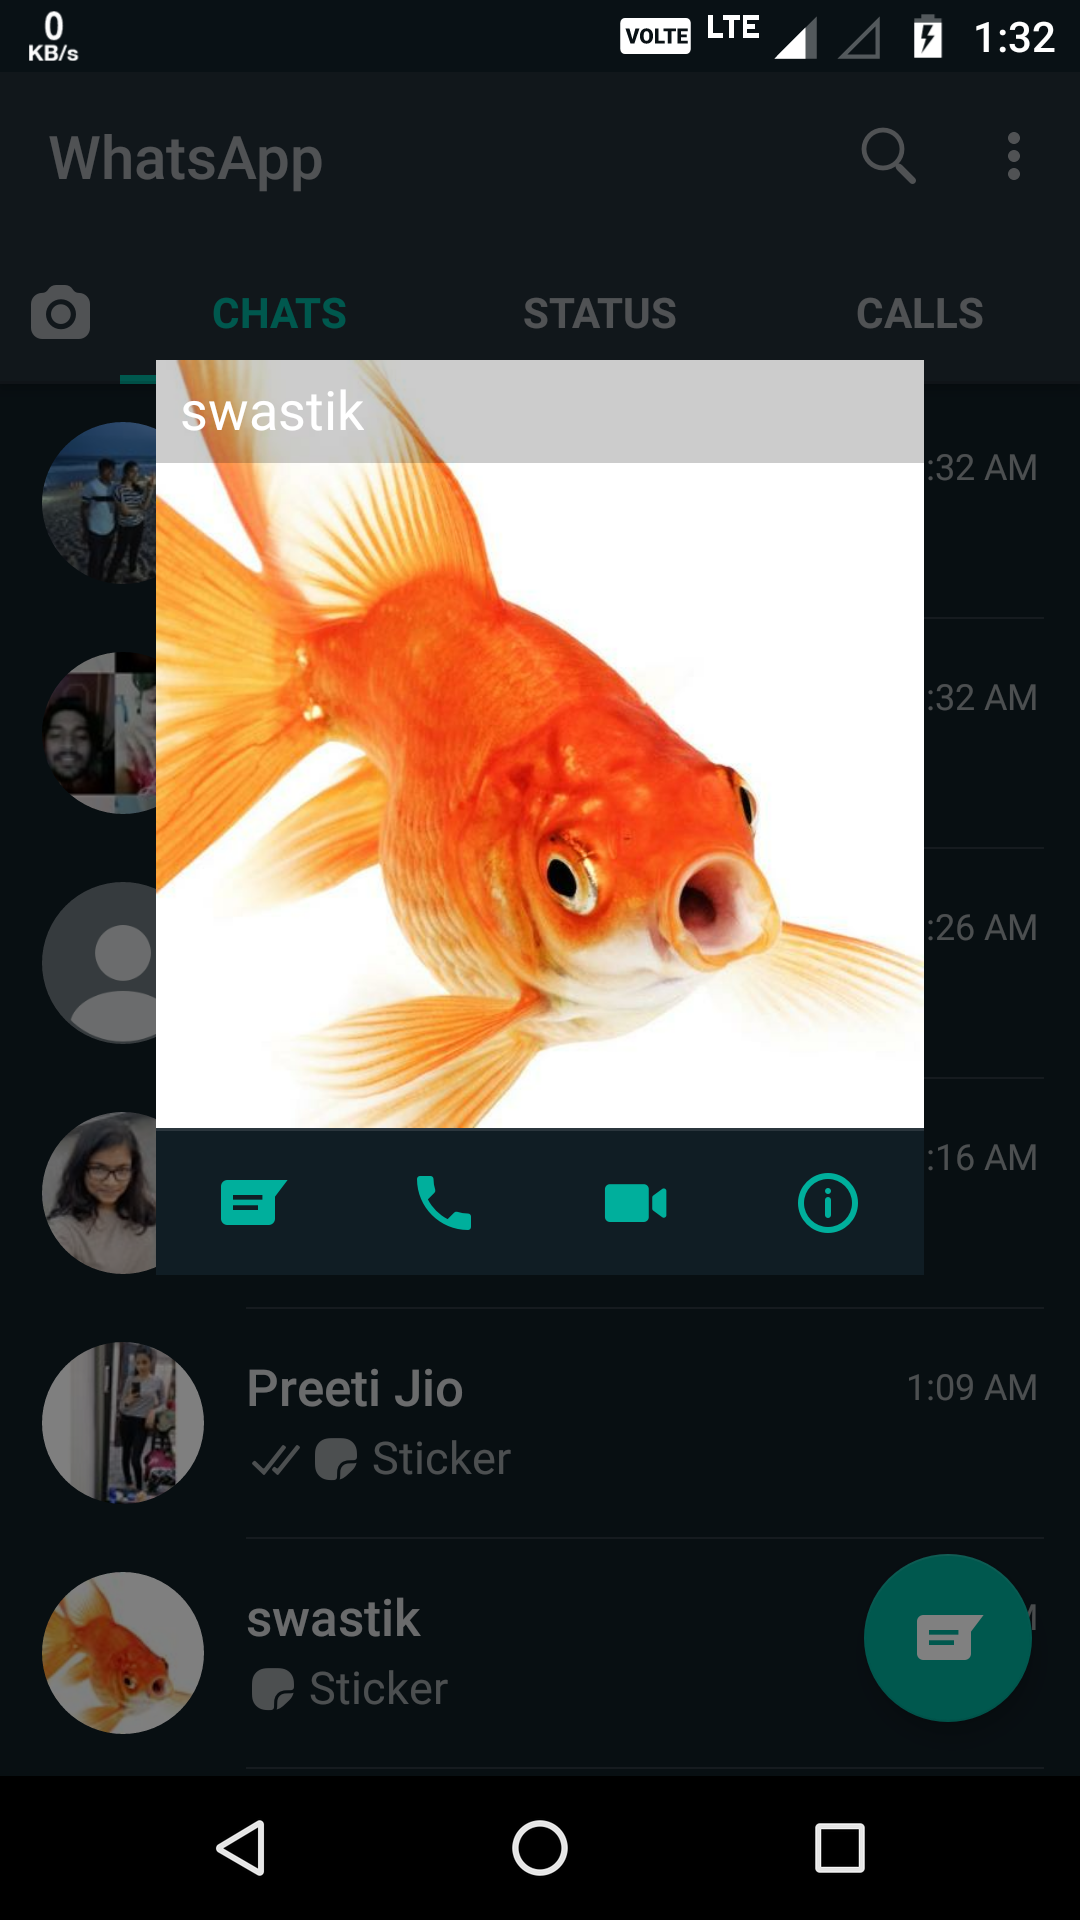 0
KB/s
VOLTE
LTE
1:32
WhatsApp
CHATS
STATUS
CALLS
swastik
:32 AM
:32 AM
:26 AM
:16 AM
Preeti Jio
1:09 AM
Sticker
swastik
Sticker